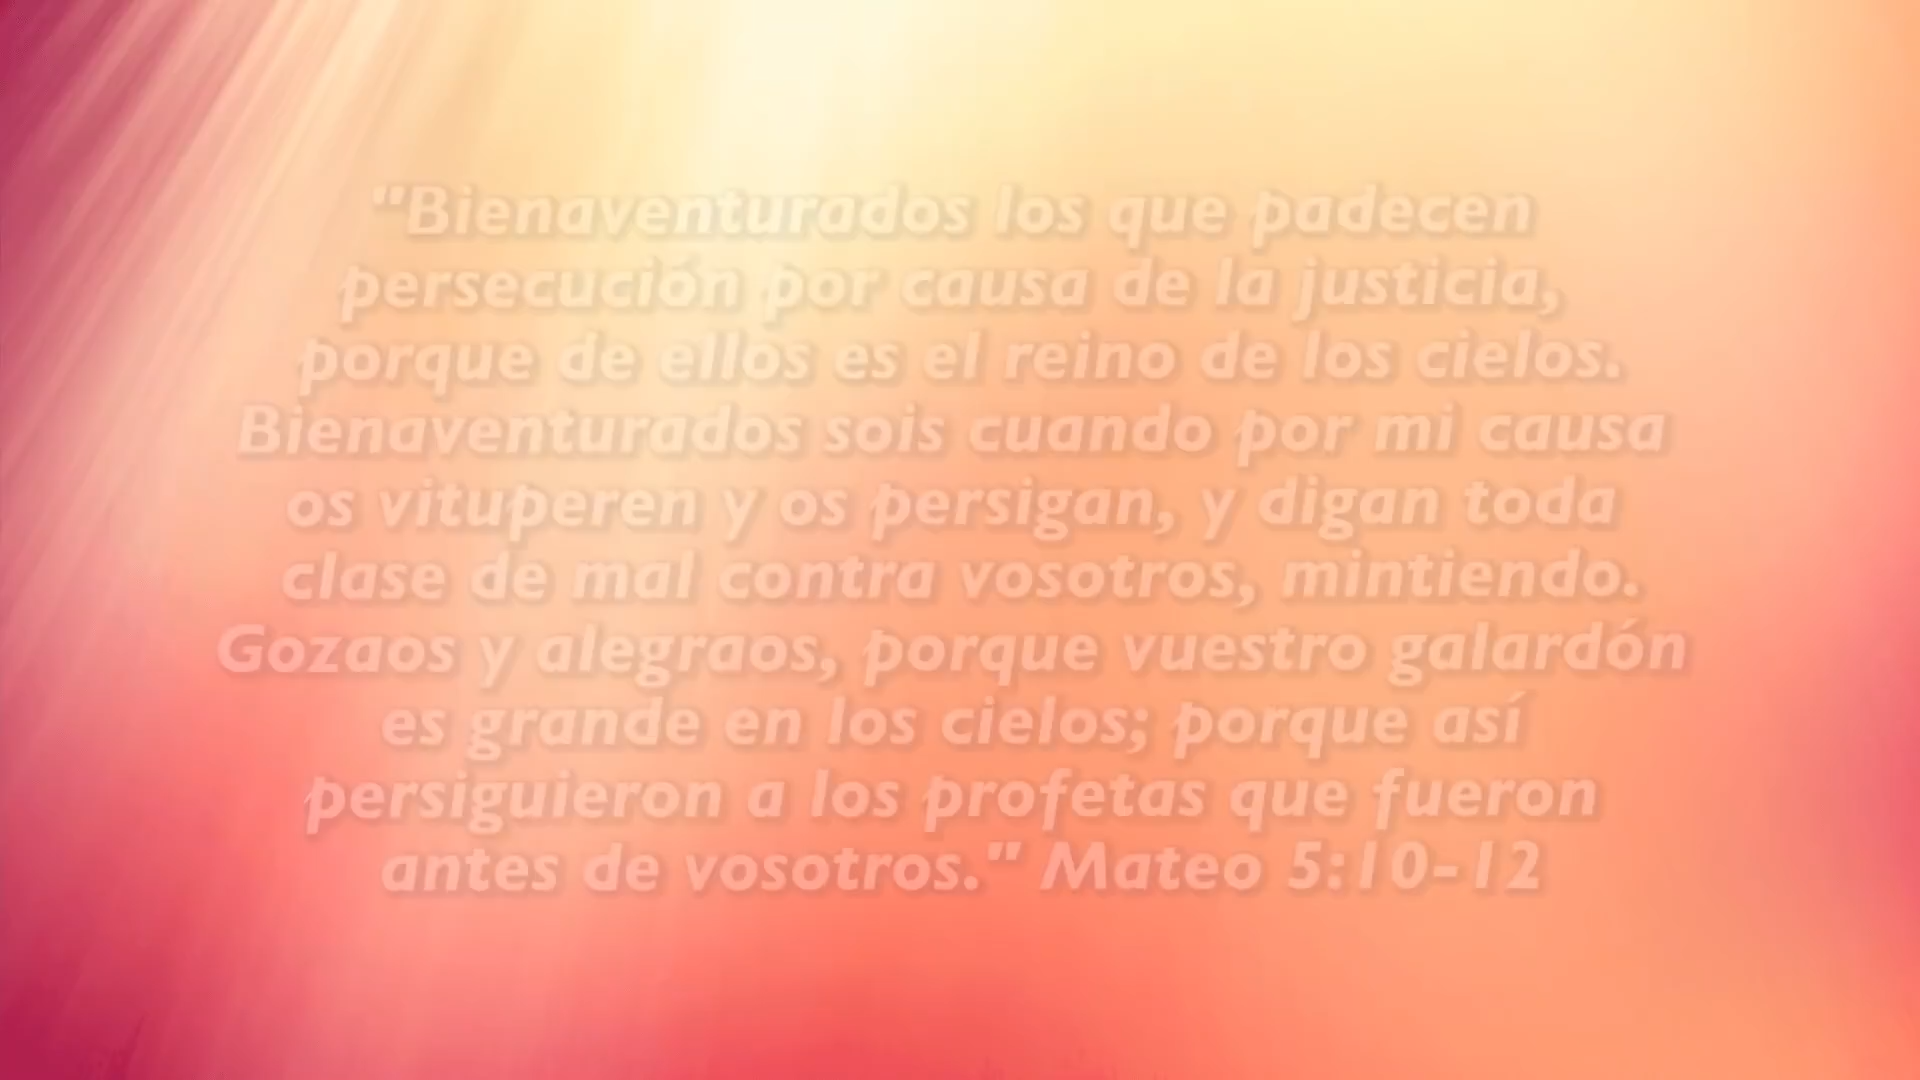 "Bienaventurados los que padecen
persecución por causa de la justicia,
porque de ellos es el reino de los cielos.
Bienaventurados sois cuando por mi causa
os vituperen y os persigan, y digan toda
clase de mal contra vosotros, mintiendo.
Gozaos y alegraos, porque vuestro galardón
es grande en los cielos; porque así
persiguieron a los profetas que fueron
antes de vosotros." Mateo 5:10-12